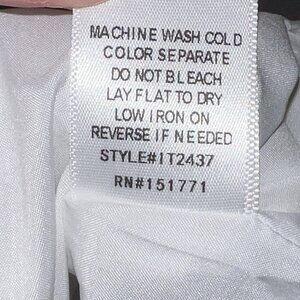 MACHINE WASH COLD
COLOR SEPARATE
DO NOT BLEACH
LAY FLAT TO DRY
LOW IRON ON
REVERSE IF NEEDED
STYLE#IT2437
RN#151771